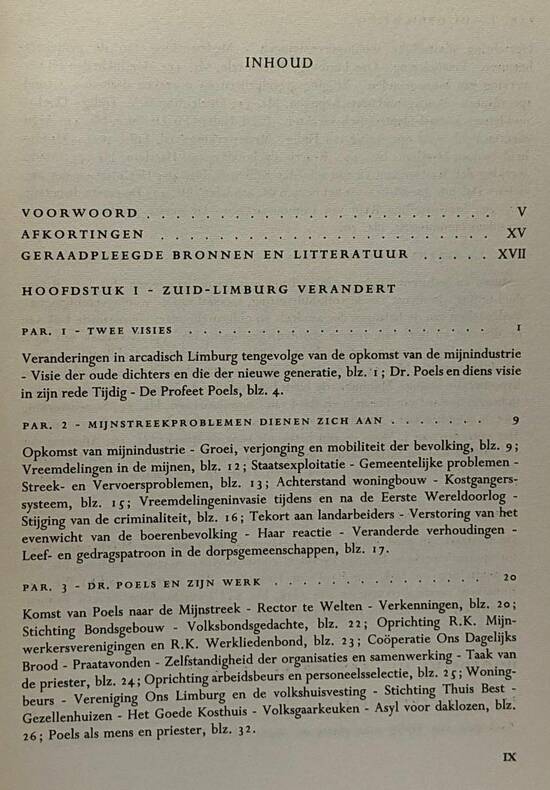 INHOUD
VOORWOORD . . . . . . . . . . . . . . . . . . . . . . . . V
AFKORTINGEN . . . . . . . . . . . . . . . . . . . . . . . XV
GERAADPLEEGDE BRONNEN EN LITTERATUUR . . . . . XVII
HOOFDSTUK I - ZUID-LIMBURG VERANDERT
PAR. 1 - TWEE VISIES . . . . . . . . . . . . . . . . . . . . . 1
Veranderingen in arcadisch Limburg tengevolge van de opkomst van de mijnindustrie
- Visie der oude dichters en die der nieuwe generatie, blz. 1; Dr. Poels en diens visie
in zijn rede Tijdig - De Profeet Poels, blz. 4.
PAR. 2 - MIJNSTREEKPROBLEMEN DIENEN ZICH AAN . . . . . . . 9
Opkomst van mijnindustrie - Groei, verjonging en mobiliteit der bevolking, blz. 9;
Vreemdelingen in de mijnen, blz. 12; Staatsexploitatie - Gemeentelijke problemen -
Streek- en Vervoersproblemen, blz. 13; Achterstand woningbouw - Kostgangers-
systeem, blz. 15; Vreemdelingeninvasie tijdens en na de Eerste Wereldoorlog -
Stijging van de criminaliteit, blz. 16; Tekort aan landarbeiders - Verstoring van het
evenwicht van de boerenbevolking - Haar reactie - Veranderde verhoudingen -
Leef- en gedragspatroon in de dorpsgemeenschappen, blz. 17.
PAR. 3 - DR. POELS EN ZIJN WERK . . . . . . . . . . . . . . . 20
Komst van Poels naar de Mijnstreek - Rector te Welten - Verkenningen, blz. 20;
Stichting Bondsgebouw - Volksbondsgedachte, blz. 22; Oprichting R.K. Mijn-
werkersverenigingen en R.K. Werkliedenbond, blz. 23; Coöperatie Ons Dagelijks
Brood - Praatavonden - Zelfstandigheid der organisaties en samenwerking - Taak van
de priester, blz. 24; Oprichting arbeidsbeurs en personeelsselectie, blz. 25; Woning-
beurs - Vereniging Ons Limburg en de volkshuisvesting - Stichting Thuis Best -
Gezellenhuizen - Het Goede Kosthuis - Volksgaarkeuken - Asyl voor daklozen, blz.
26; Poels als mens en priester, blz. 32.
IX